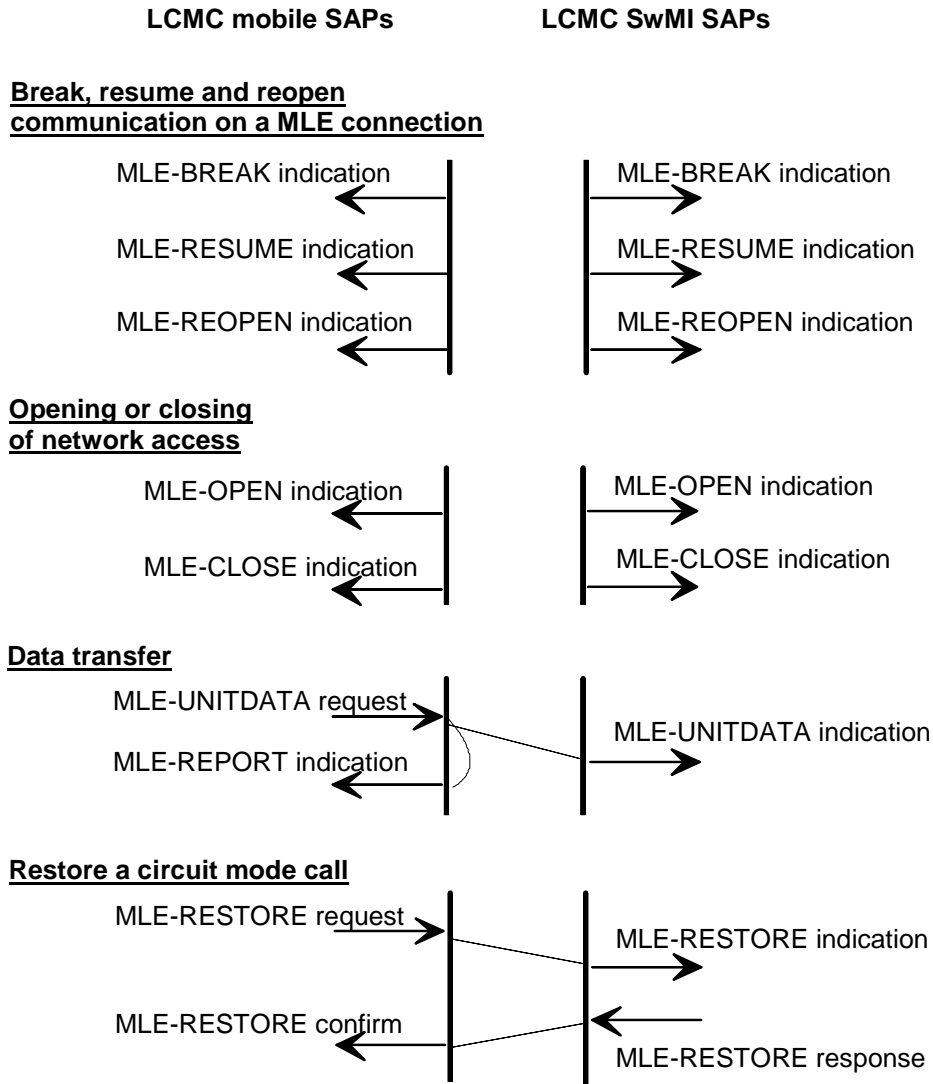 LCMC mobile SAPs LCMC SwMI SAPs
Break, resume and reopen
communication on a MLE connection
MLE-BREAK indication MLE-BREAK indication
MLE-RESUME indication MLE-RESUME indication
MLE-REOPEN indication MLE-REOPEN indication
Opening or closing
of network access
MLE-OPEN indication MLE-OPEN indication
MLE-CLOSE indication MLE-CLOSE indication
Data transfer
MLE-UNITDATA request
MLE-UNITDATA indication
MLE-REPORT indication
Restore a circuit mode call
MLE-RESTORE request
MLE-RESTORE indication
MLE-RESTORE confirm
MLE-RESTORE response